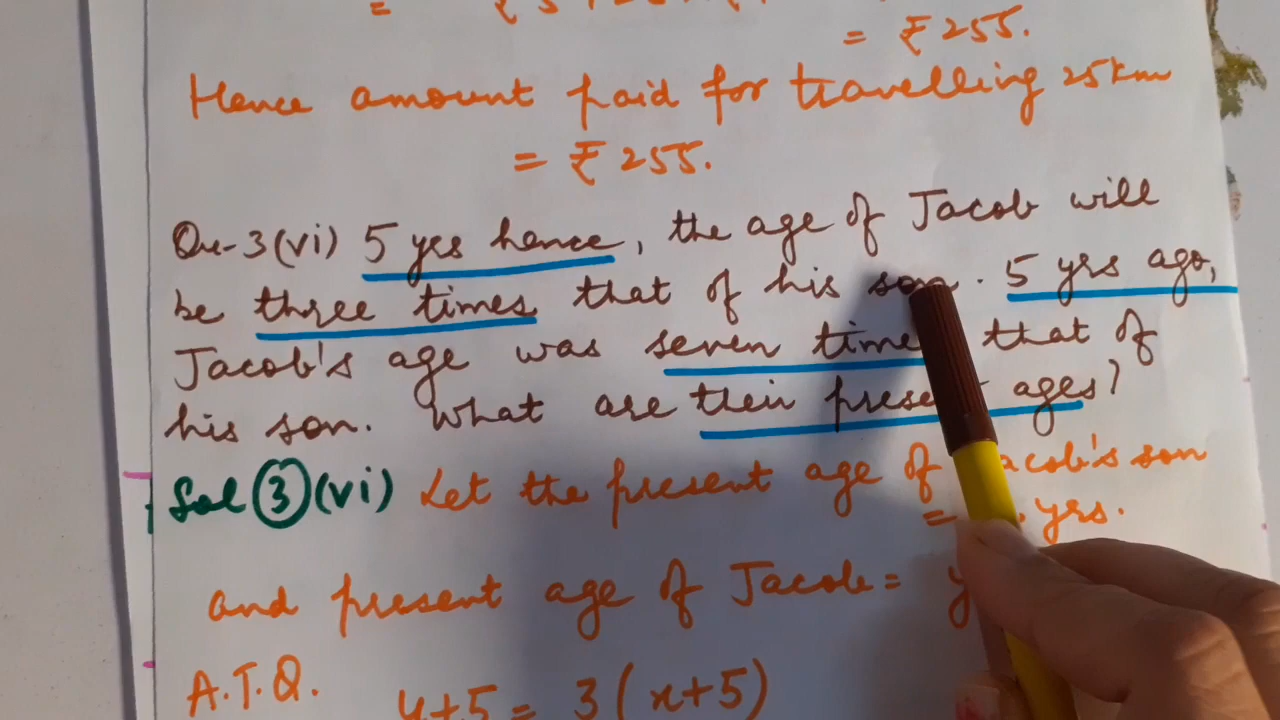 = ₹
= ₹ 255.
Hence amount paid for travelling 25km
= ₹ 255.
Qu-3(vi) 5 yrs hence, the age of Jacob will
be three times that of his son. 5 yrs ago,
Jacob's age was seven times that of
his son. What are their present ages?
Sol ③(vi) Let the present age of Jacob's son
= yrs.
and present age of Jacob = y
A.T.Q. y+5 = 3(x+5)